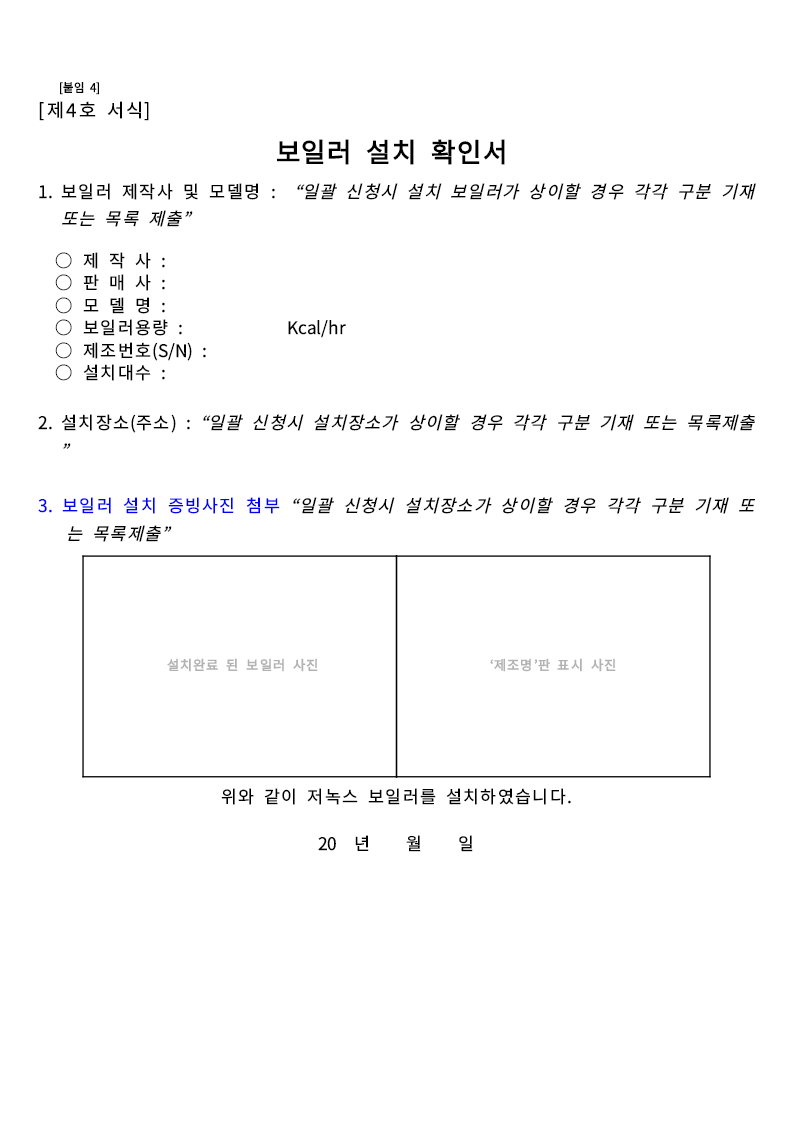 [붙임 4]
[제4호 서식]
보일러 설치 확인서
1. 보일러 제작사 및 모델명 : “일괄 신청시 설치 보일러가 상이할 경우 각각 구분 기재
또는 목록 제출”
○ 제 작 사 :
○ 판 매 사 :
○ 모 델 명 :
○ 보일러용량 : Kcal/hr
○ 제조번호(S/N) :
○ 설치대수 :
2. 설치장소(주소) : “일괄 신청시 설치장소가 상이할 경우 각각 구분 기재 또는 목록제출
”
3. 보일러 설치 증빙사진 첨부 “일괄 신청시 설치장소가 상이할 경우 각각 구분 기재 또
는 목록제출”
설치완료 된 보일러 사진
‘제조명’판 표시 사진
위와 같이 저녹스 보일러를 설치하였습니다.
20 년 월 일